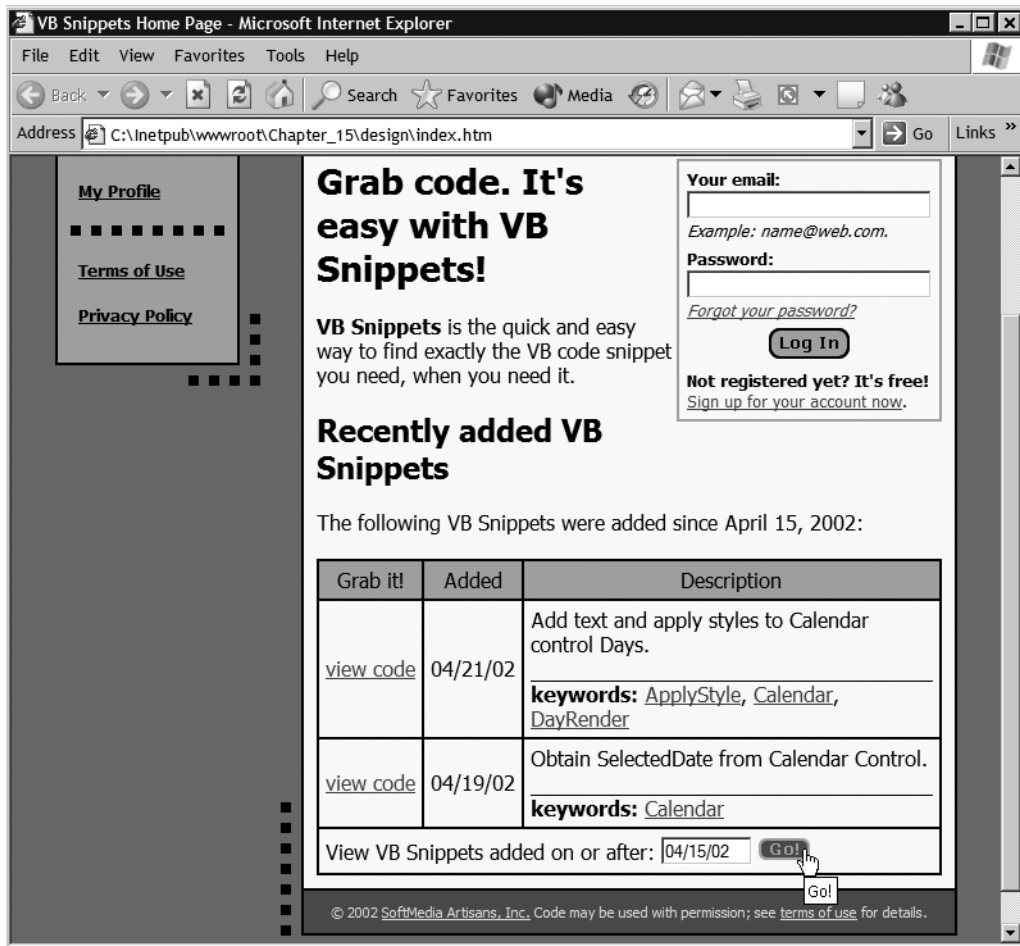 VB Snippets Home Page - Microsoft Internet Explorer
File Edit View Favorites Tools Help
Back Search Favorites Media
Address C:\Inetpub\wwwroot\Chapter_15\design\index.htm Go Links »
My Profile
Terms of Use
Privacy Policy
Grab code. It's
easy with VB
Snippets!
VB Snippets is the quick and easy
way to find exactly the VB code snippet
you need, when you need it.
Your email:
Example: name@web.com.
Password:
Forgot your password?
Log In
Not registered yet? It's free!
Sign up for your account now.
Recently added VB
Snippets
The following VB Snippets were added since April 15, 2002:
Grab it! Added Description
view code 04/21/02 Add text and apply styles to Calendar
control Days.
keywords: ApplyStyle, Calendar,
DayRender
view code 04/19/02 Obtain SelectedDate from Calendar Control.
keywords: Calendar
View VB Snippets added on or after: 04/15/02 Go!
Go!
© 2002 SoftMedia Artisans, Inc. Code may be used with permission; see terms of use for details.